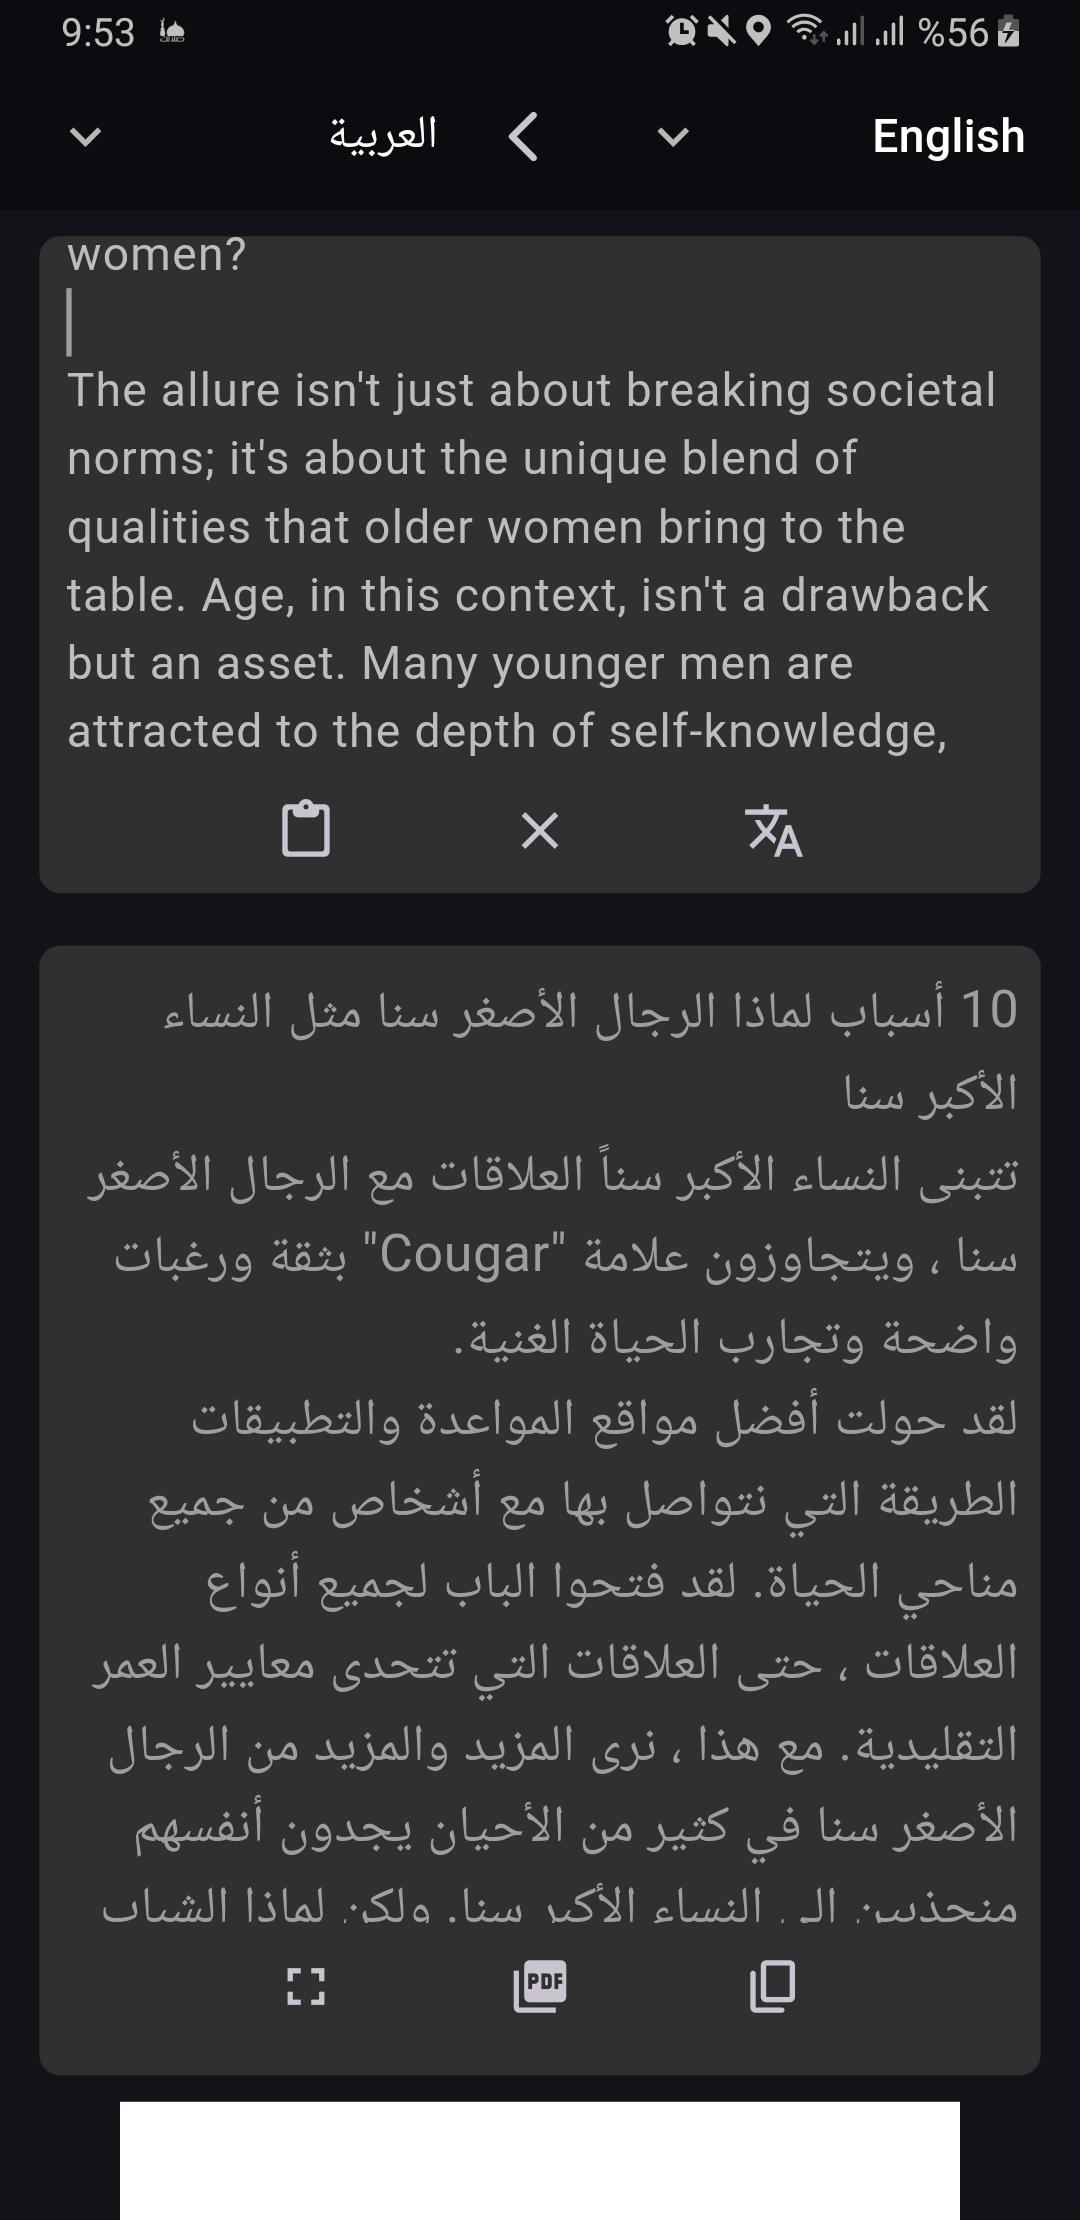 9:53
%56
English
العربية
women?
The allure isn't just about breaking societal
norms; it's about the unique blend of
qualities that older women bring to the
table. Age, in this context, isn't a drawback
but an asset. Many younger men are
attracted to the depth of self-knowledge,
10 أسباب لماذا الرجال الأصغر سنا مثل النساء
الأكبر سنا
تتبنى النساء الأكبر سناً العلاقات مع الرجال الأصغر
سنا ، ويتجاوزون علامة "Cougar" بثقة ورغبات
واضحة وتجارب الحياة الغنية.
لقد حولت أفضل مواقع المواعدة والتطبيقات
الطريقة التي نتواصل بها مع أشخاص من جميع
مناحي الحياة. لقد فتحوا الباب لجميع أنواع
العلاقات ، حتى العلاقات التي تتحدى معايير العمر
التقليدية. مع هذا ، نرى المزيد والمزيد من الرجال
الأصغر سنا في كثير من الأحيان يجدون أنفسهم
منجذبين إلى النساء الأكبر سنا. ولكن لماذا الشباب
PDF